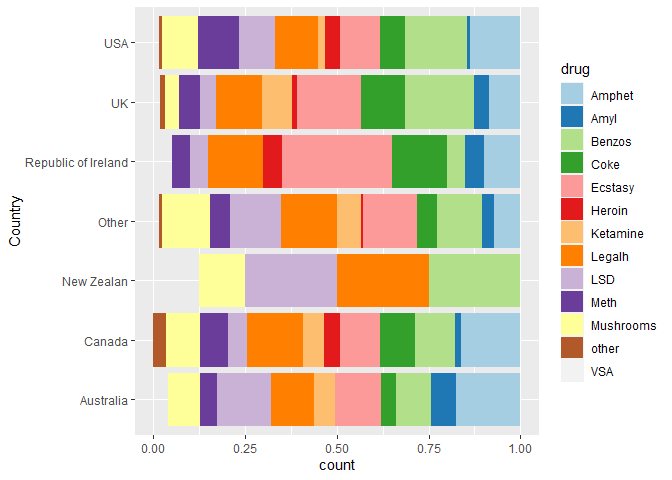 USA
UK
Republic of Ireland
Other
New Zealan
Canada
Australia
Country
0.00 0.25 0.50 0.75 1.00
count
drug
Amphet
Amyl
Benzos
Coke
Ecstasy
Heroin
Ketamine
Legalh
LSD
Meth
Mushrooms
other
VSA